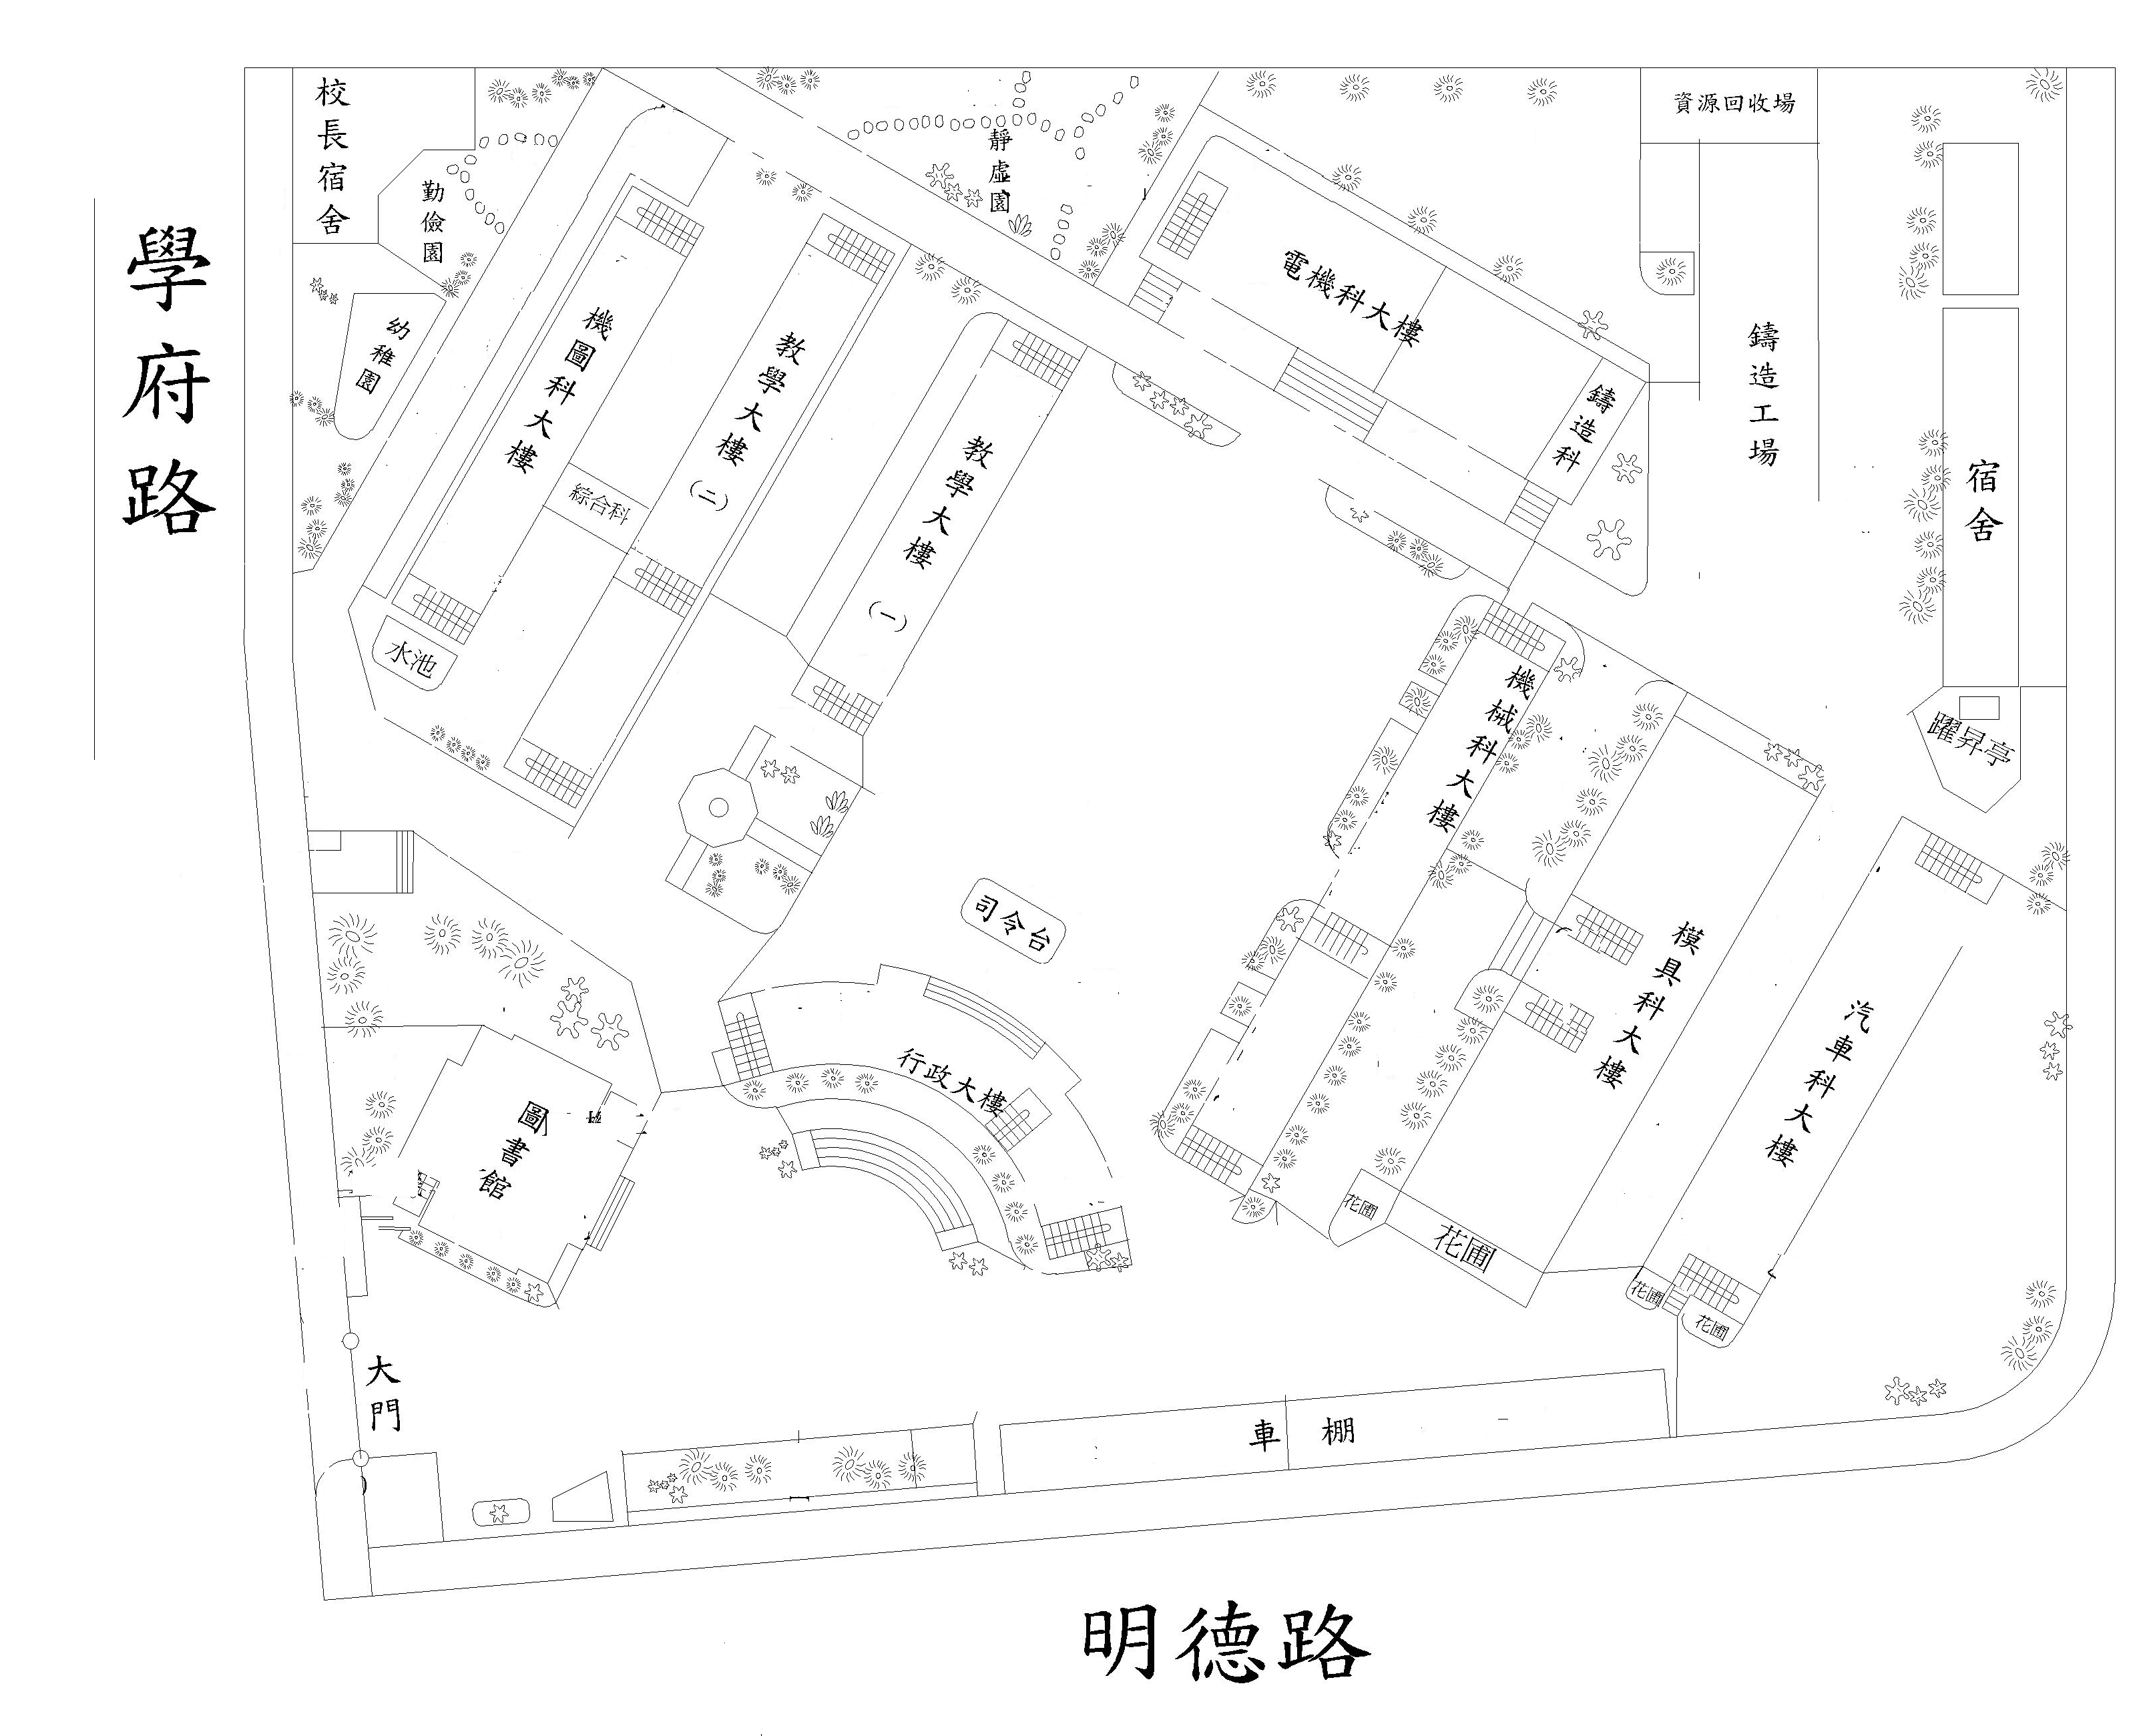 校長宿舍
資源回收場
靜虛園
勤儉園
學府路
電機科大樓
幼稚園
機圖科大樓
教學大樓(二)
鑄造工場
鑄造科
教學大樓(一)
宿舍
綜合科
水池
機械科大樓
躍昇亭
司令台
模具科大樓
汽車科大樓
行政大樓
圖書館
花圃
花圃
花圃
花圃
大門
車棚
明德路